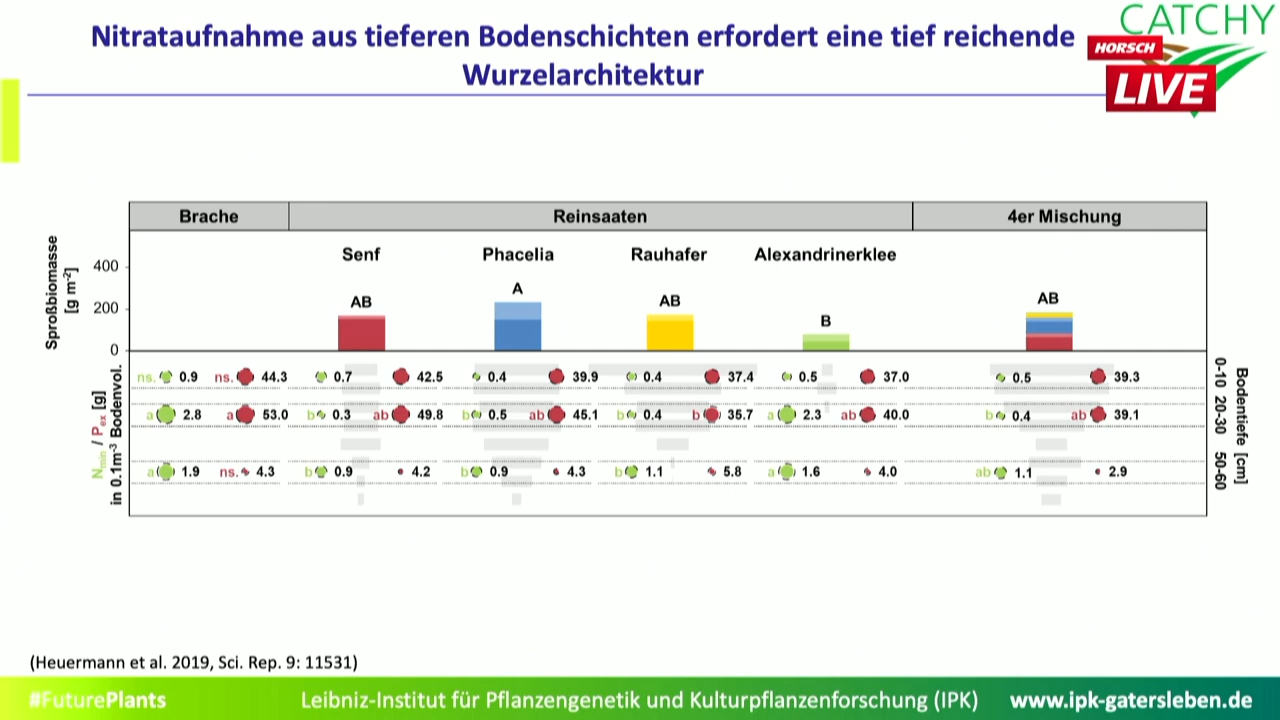 Nitrataufnahme aus tieferen Bodenschichten erfordert eine tief reichende
Wurzelarchitektur
CATCHY
HORSCH
LIVE
Brache Reinsaaten 4er Mischung
Senf Phacelia Rauhafer Alexandrinerklee
Sproßbiomasse
[g m-2]
400
200
0
AB A AB B AB
Nmin / Pex [g]
in 0.1m-3 Bodenvol.
ns. 0.9 ns. 44.3 0.7 42.5 0.4 39.9 0.4 37.4 0.5 37.0 0.5 39.3
a 2.8 a 53.0 b 0.3 ab 49.8 b 0.5 ab 45.1 b 0.4 b 35.7 a 2.3 ab 40.0 b 0.4 ab 39.1
a 1.9 ns. 4.3 b 0.9 4.2 b 0.9 4.3 b 1.1 5.8 a 1.6 4.0 ab 1.1 2.9
0-10 20-30 50-60
Bodentiefe [cm]
(Heuermann et al. 2019, Sci. Rep. 9: 11531)
#FuturePlants Leibniz-Institut für Pflanzengenetik und Kulturpflanzenforschung (IPK) www.ipk-gatersleben.de